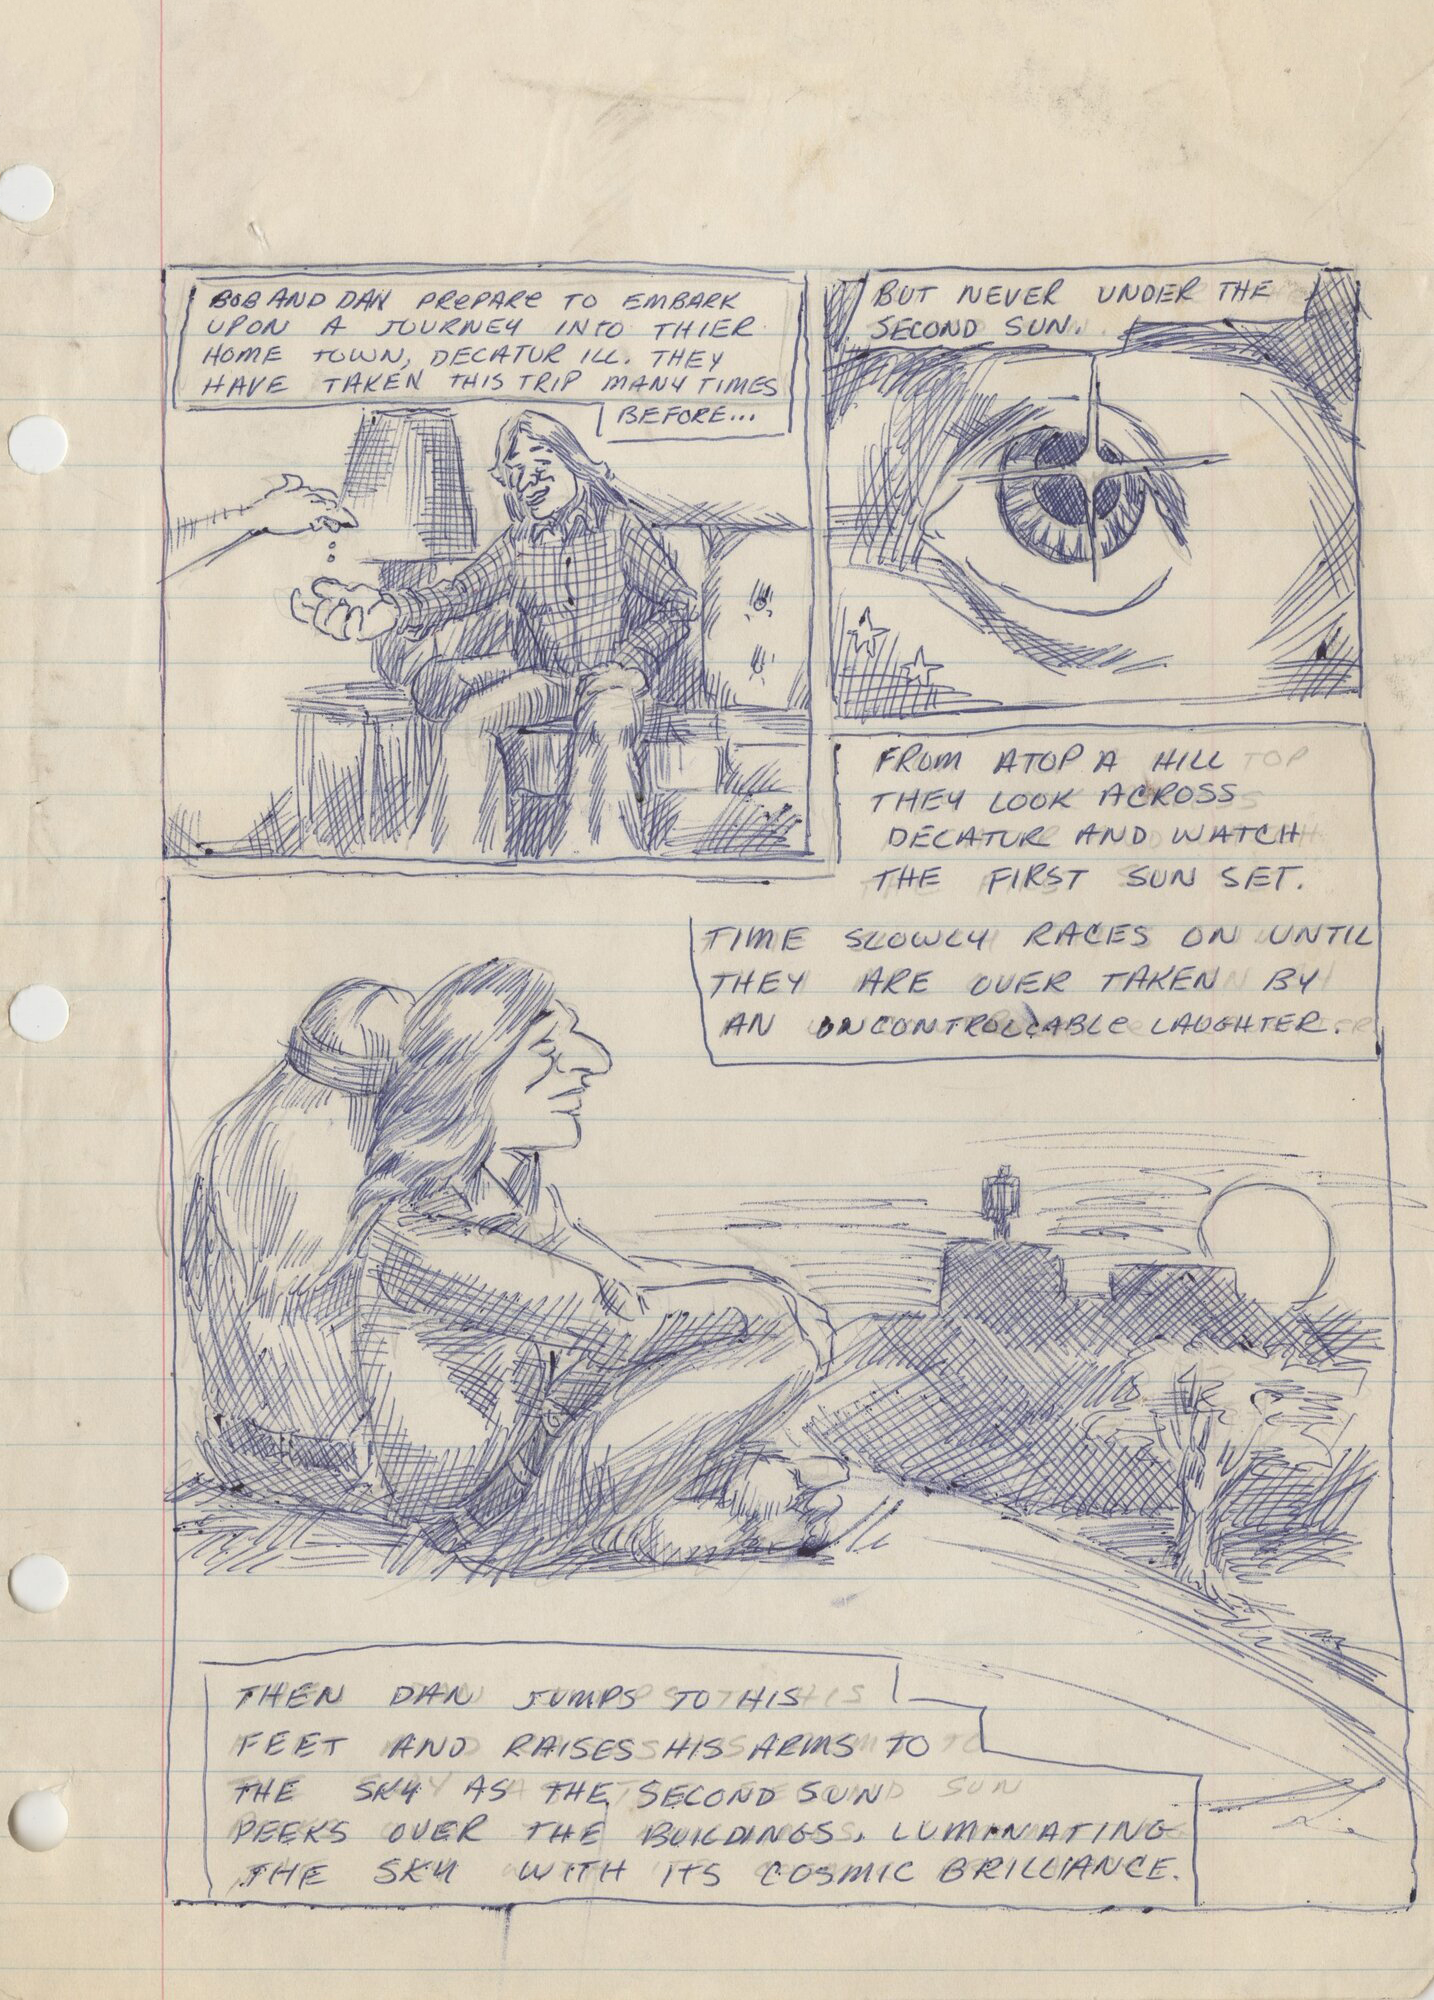 BOB AND DAN PREPARE TO EMBARK
UPON A JOURNEY INTO THIER
HOME TOWN, DECATUR ILL. THEY
HAVE TAKEN THIS TRIP MANY TIMES
BEFORE...
BUT NEVER UNDER THE
SECOND SUN.
FROM ATOP A HILL
THEY LOOK ACROSS
DECATUR AND WATCH
THE FIRST SUN SET.
TIME SLOWLY RACES ON UNTIL
THEY ARE OVER TAKEN BY
AN UNCONTROLLABLE LAUGHTER.
THEN DAN JUMPS TO HIS
FEET AND RAISES HIS ARMS TO
THE SKY AS THE SECOND SUN
PEEKS OVER THE BUILDINGS. LUMINATING
THE SKY WITH ITS COSMIC BRILLIANCE.